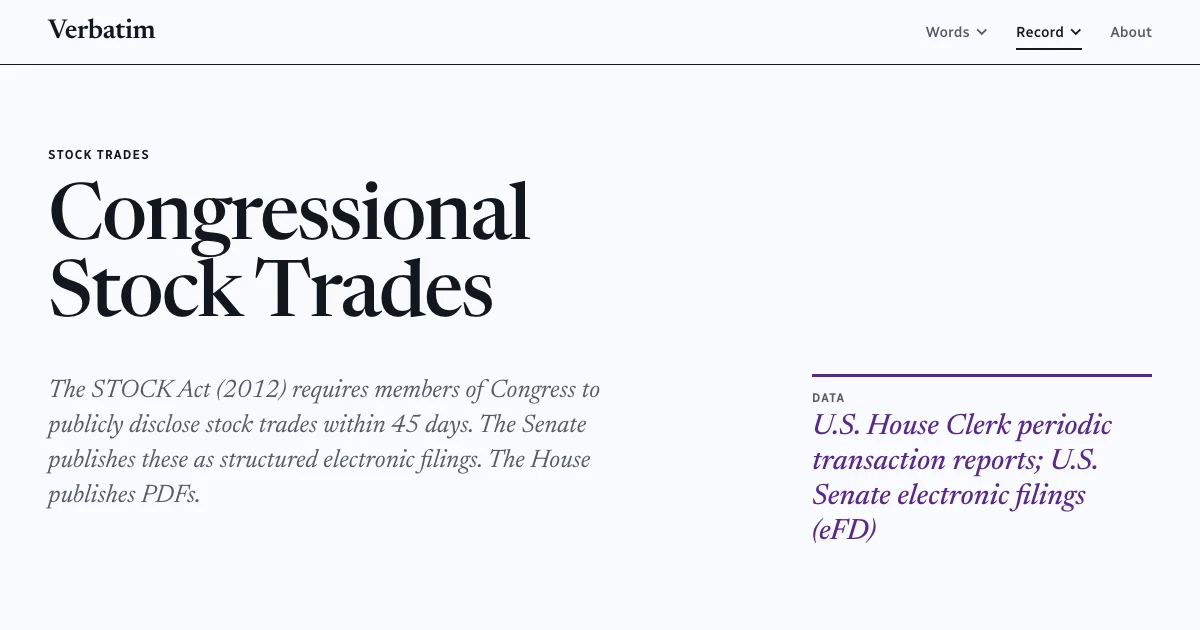 Verbatim
Words
Record
About
STOCK TRADES
Congressional
Stock Trades
The STOCK Act (2012) requires members of Congress to
publicly disclose stock trades within 45 days. The Senate
publishes these as structured electronic filings. The House
publishes PDFs.
DATA
U.S. House Clerk periodic
transaction reports; U.S.
Senate electronic filings
(eFD)